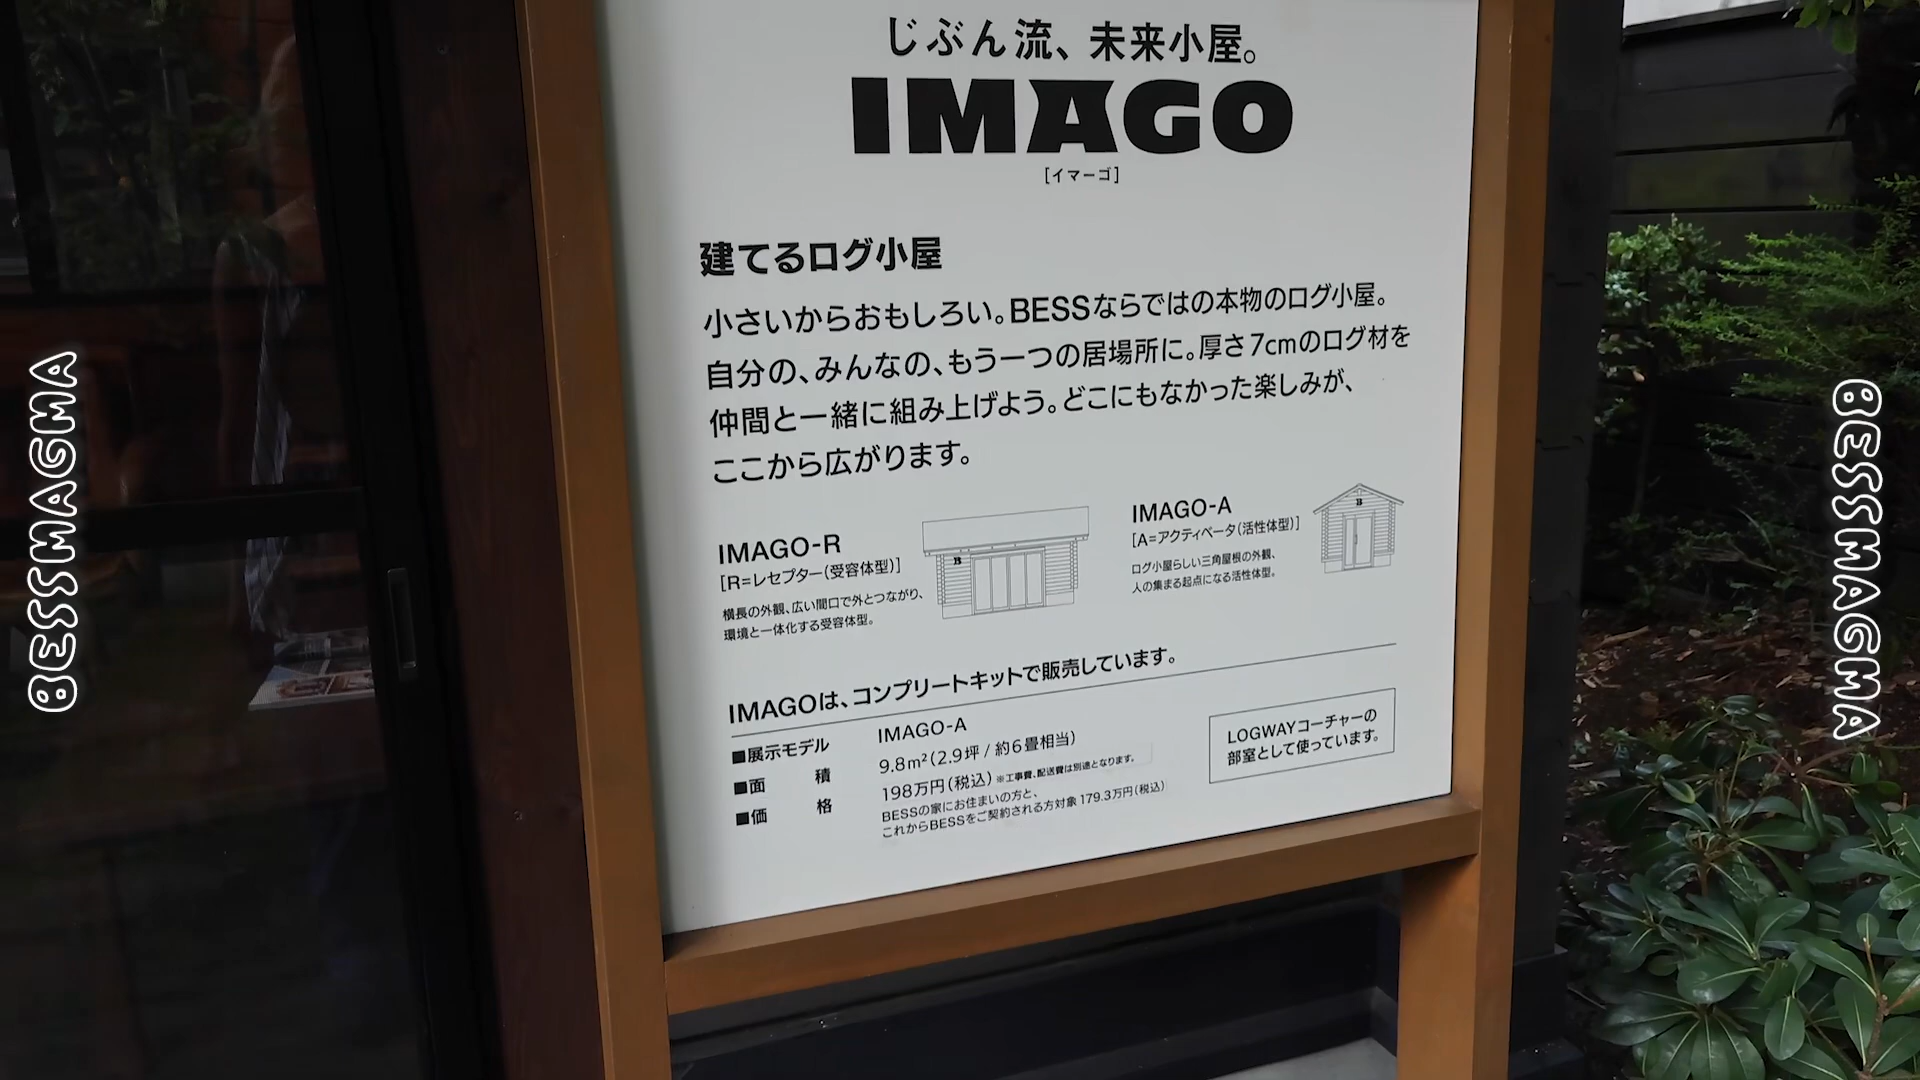 じぶん流、未来小屋。
IMAGO
[イマーゴ]
建てるログ小屋
小さいからおもしろい。BESSならではの本物のログ小屋。
自分の、みんなの、もう一つの居場所に。厚さ7cmのログ材を
仲間と一緒に組み上げよう。どこにもなかった楽しみが、
ここから広がります。
IMAGO-R
[R=レセプター(受容体型)]
横長の外観、広い間口で外とつながり、
環境と一体化する受容体型。
B
IMAGO-A
[A=アクティベータ(活性体型)]
ログ小屋らしい三角屋根の外観、
人の集まる起点になる活性体型。
B
IMAGOは、コンプリートキットで販売しています。
■展示モデル IMAGO-A
■面積 9.8m²(2.9坪 / 約6畳相当)
■価格 198万円(税込) ※工事費、配送費は別途となります。
BESSの家にお住まいの方と、
これからBESSをご契約される方対象 179.3万円(税込)
LOGWAYコーチャーの
部室として使っています。
BESSMAGMA
BESSMAGMA